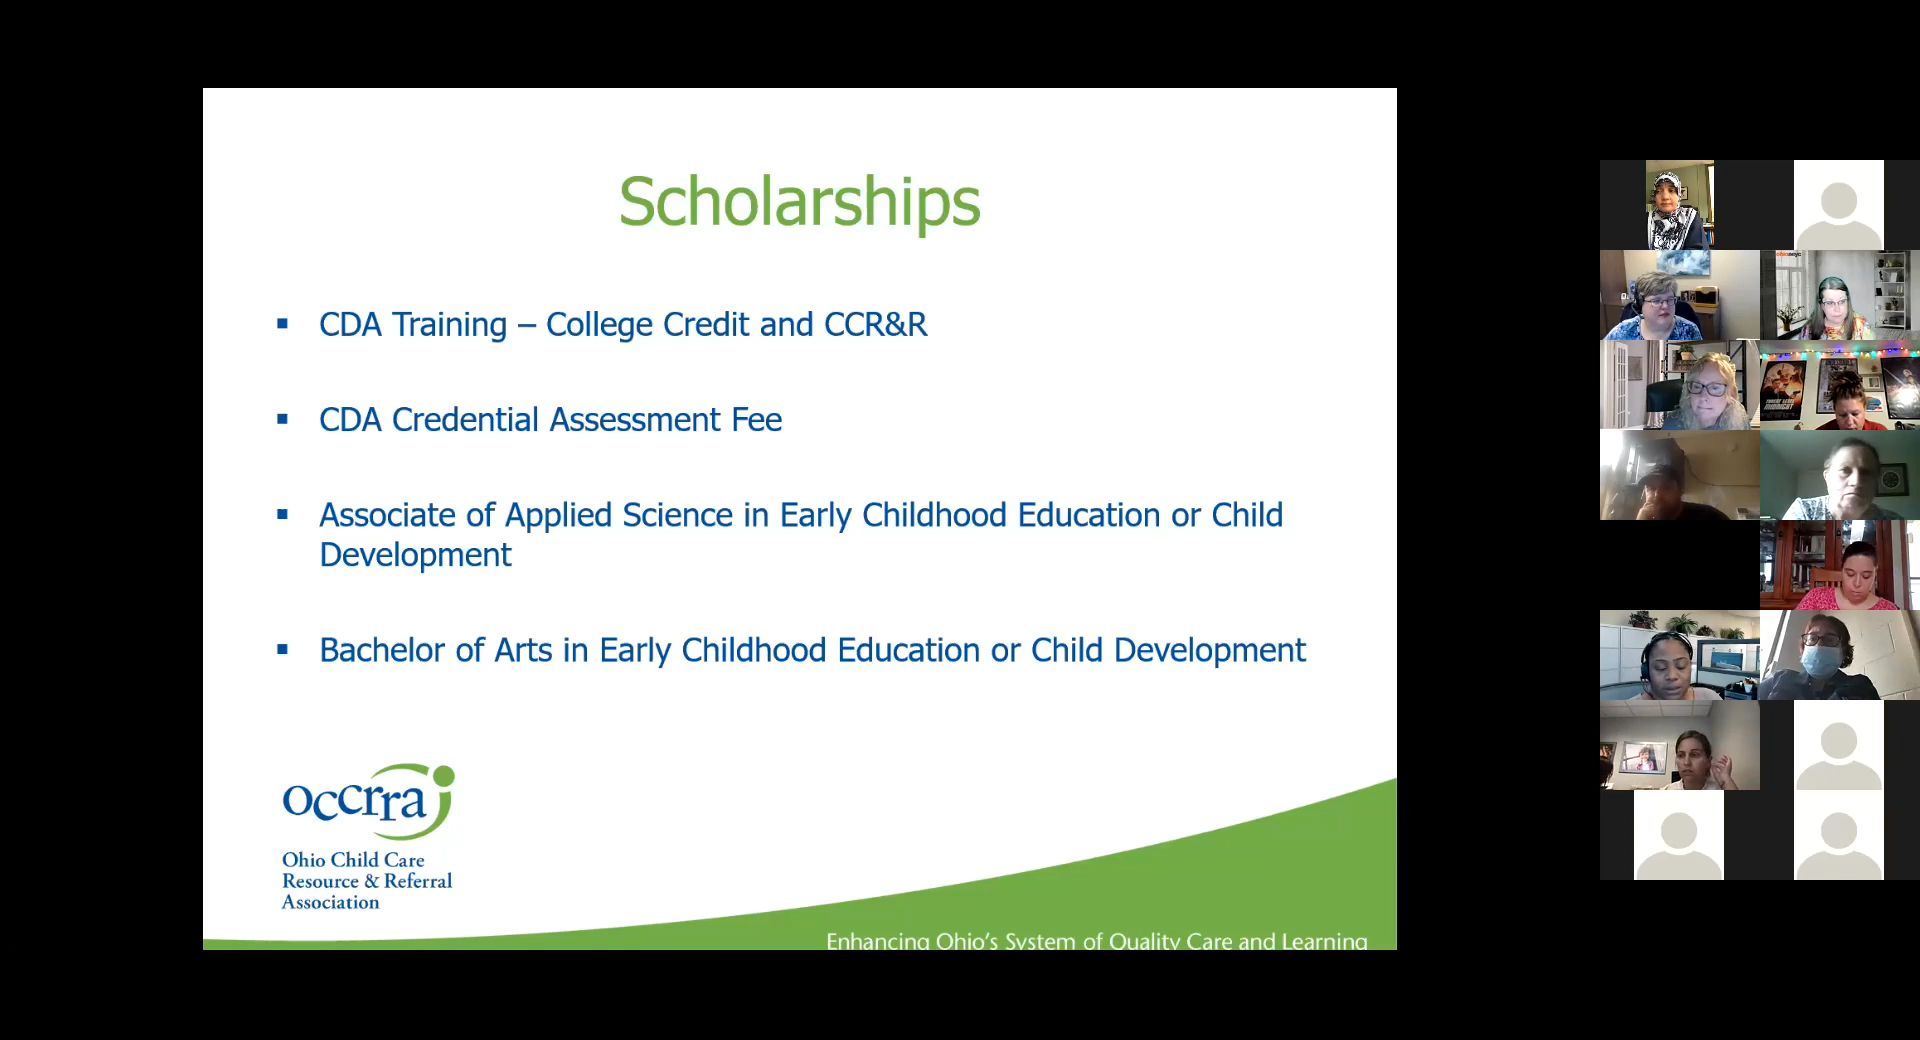 Scholarships
▪ CDA Training – College Credit and CCR&R
▪ CDA Credential Assessment Fee
▪ Associate of Applied Science in Early Childhood Education or Child
Development
▪ Bachelor of Arts in Early Childhood Education or Child Development
occrra
Ohio Child Care
Resource & Referral
Association
Enhancing Ohio's System of Quality Care and Learning